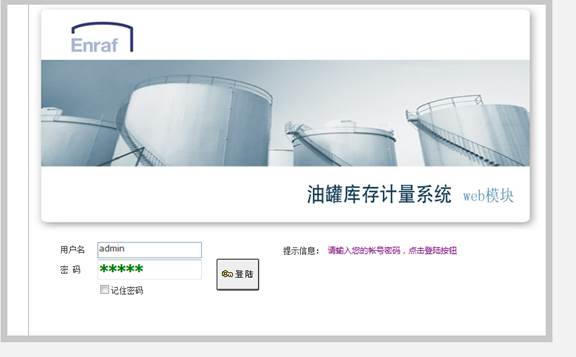 Enraf
油罐库存计量系统 web模块
用户名 admin
提示信息： 请输入您的帐号密码，点击登陆按钮
密 码 *****
登陆
记住密码